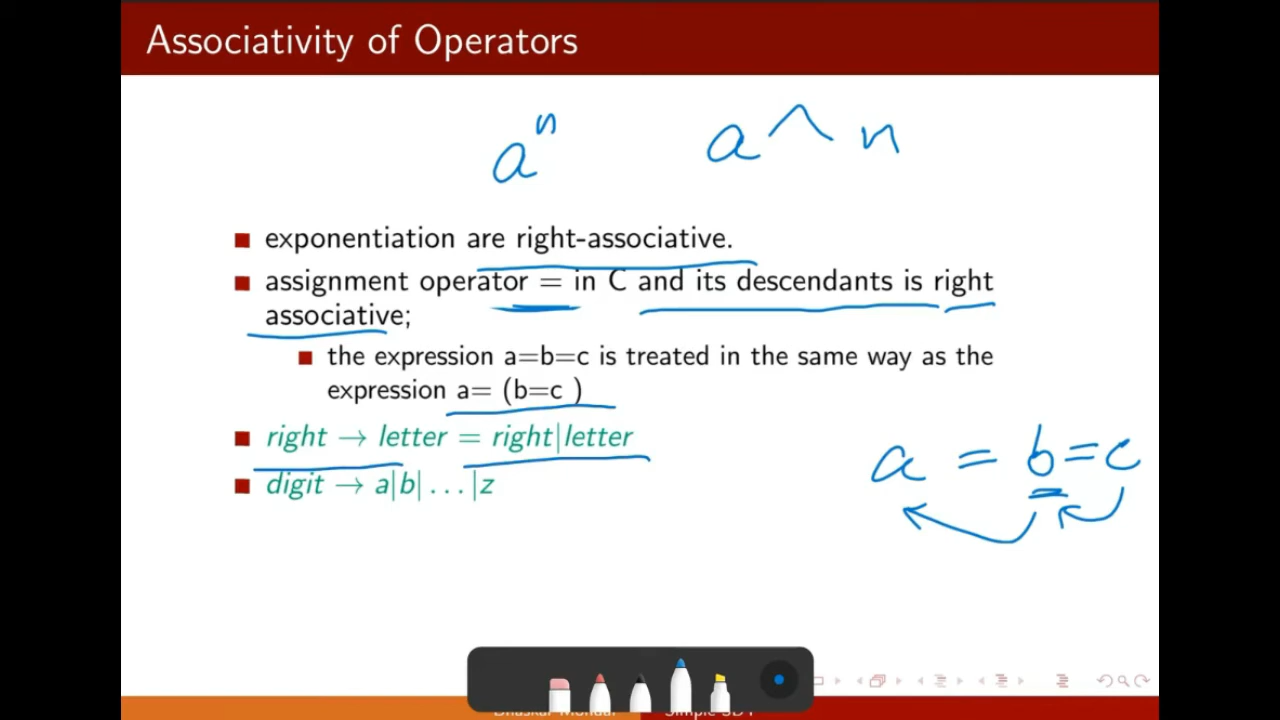 Associativity of Operators
aⁿ a ^ n
exponentiation are right-associative.
assignment operator = in C and its descendants is right
associative;
the expression a=b=c is treated in the same way as the
expression a= (b=c )
right → letter = right|letter
a = b = c
digit → a|b| . . . |z